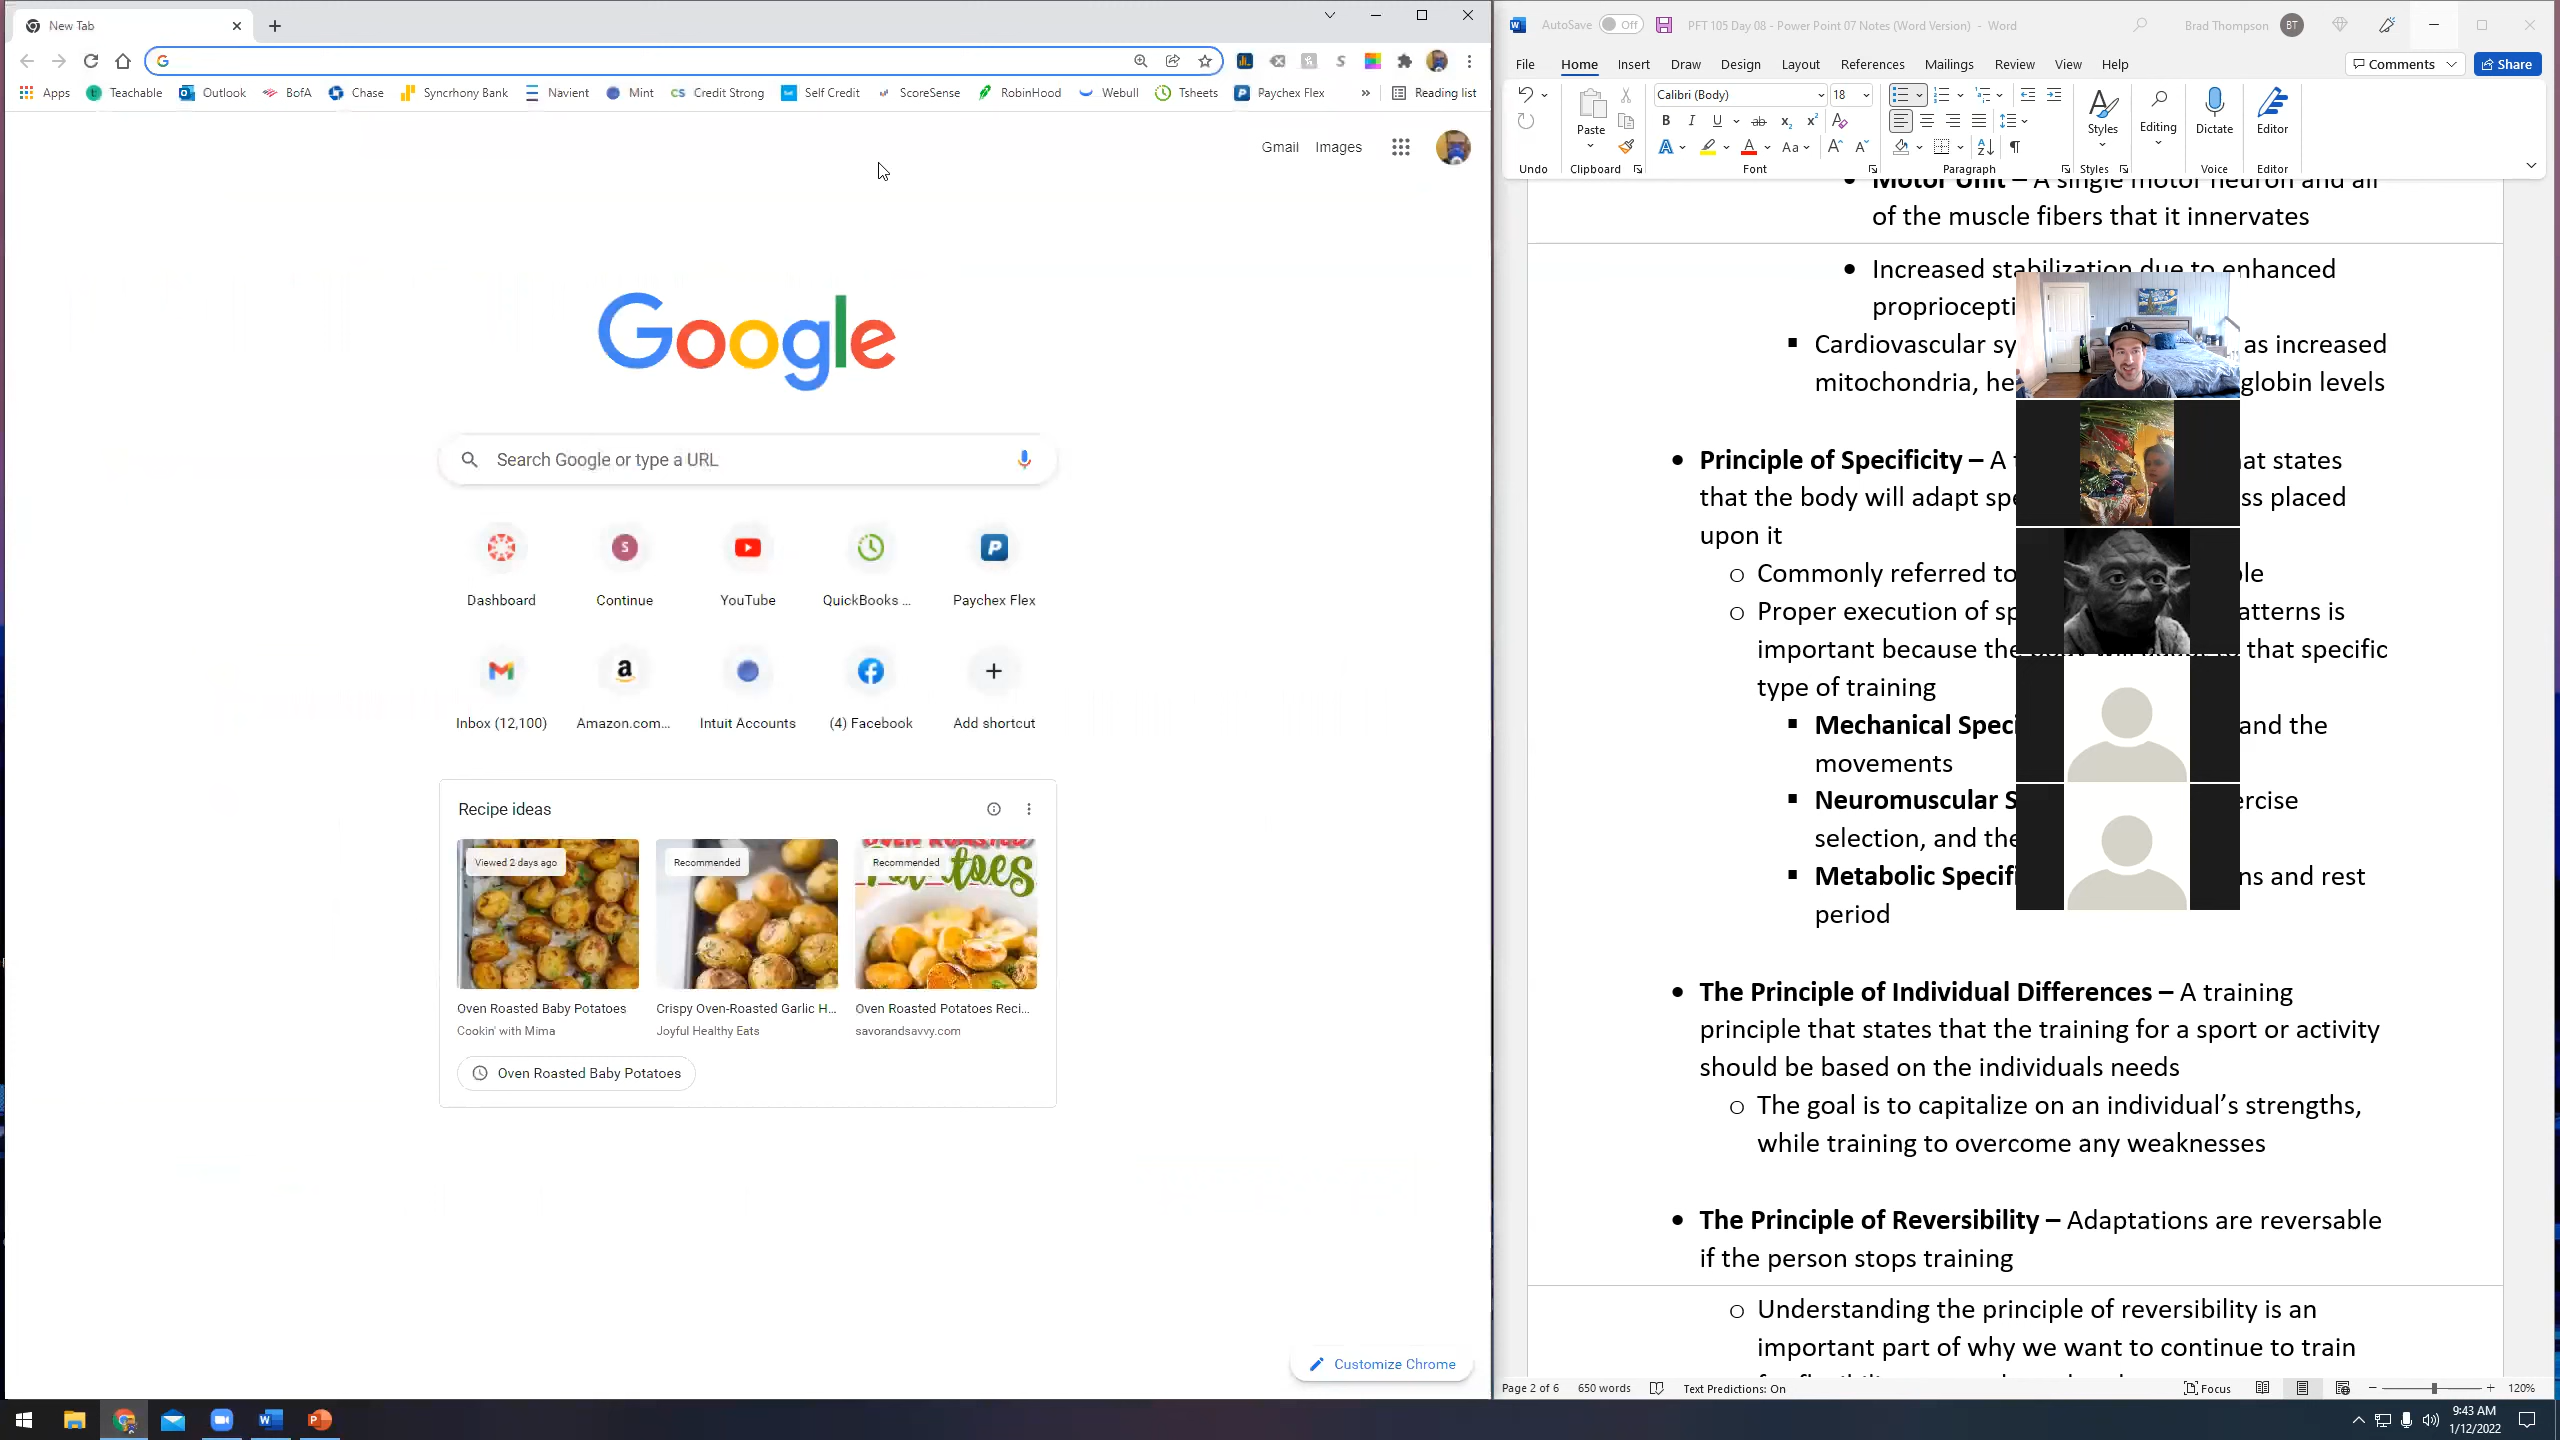 New Tab
Apps Teachable Outlook BofA Chase Syncrhony Bank Navient Mint Credit Strong Self Credit ScoreSense RobinHood Webull Tsheets Paychex Flex » Reading list
Gmail Images
Google
Search Google or type a URL
Dashboard Continue YouTube QuickBooks ... Paychex Flex
Inbox (12,100) Amazon.com... Intuit Accounts (4) Facebook Add shortcut
Recipe ideas
Viewed 2 days ago Recommended Recommended
Oven Roasted Baby Potatoes Crispy Oven-Roasted Garlic H... Oven Roasted Potatoes Reci...
Cookin' with Mima Joyful Healthy Eats savorandsavvy.com
Oven Roasted Baby Potatoes
Customize Chrome
AutoSave Off PFT 105 Day 08 - Power Point 07 Notes (Word Version) - Word Brad Thompson BT
File Home Insert Draw Design Layout References Mailings Review View Help Comments Share
Calibri (Body) 18
Paste Styles Editing Dictate Editor
Undo Clipboard Font Paragraph Styles Voice Editor
• Motor Unit – A single motor neuron and all
of the muscle fibers that it innervates
• Increased stabilization due to enhanced
propriocepti
▪ Cardiovascular sy as increased
mitochondria, he globin levels
• Principle of Specificity – A hat states
that the body will adapt spe ss placed
upon it
o Commonly referred to ple
o Proper execution of sp atterns is
important because the that specific
type of training
▪ Mechanical Speci and the
movements
▪ Neuromuscular S ercise
selection, and the
▪ Metabolic Specifi ns and rest
period
• The Principle of Individual Differences – A training
principle that states that the training for a sport or activity
should be based on the individuals needs
o The goal is to capitalize on an individual's strengths,
while training to overcome any weaknesses
• The Principle of Reversibility – Adaptations are reversable
if the person stops training
o Understanding the principle of reversibility is an
important part of why we want to continue to train
Page 2 of 6 650 words Text Predictions: On Focus 120%
9:43 AM
1/12/2022